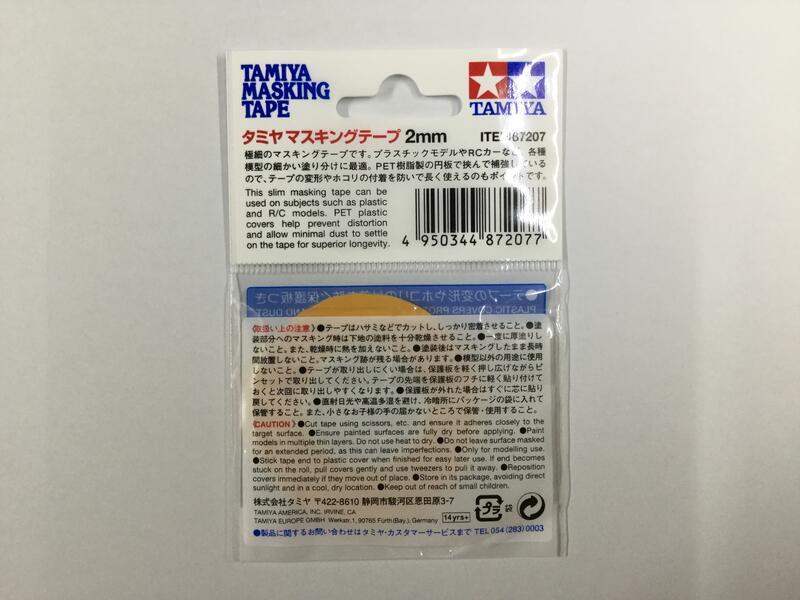 TAMIYA
MASKING
TAPE
TAMIYA
タミヤ マスキングテープ 2mm
ITEM 87207
極細のマスキングテープです。プラスチックモデルやRCカーなど、各種
模型の細かい塗り分けに最適。PET樹脂製の円板で挟んで補強している
ので、テープの変形やホコリの付着を防いで長く使えるのもポイントです。
This slim masking tape can be
used on subjects such as plastic
and R/C models. PET plastic
covers help prevent distortion
and allow minimal dust to settle
on the tape for superior longevity.
4 950344 872077
●テープの変形やホコリの付着を防ぐ保護板つき
PLASTIC COVERS AND DUST
《取扱い上の注意》●テープはハサミなどでカットし、しっかり密着させること。●塗
装部分へのマスキング時は下地の塗料を十分乾燥させること。●一度に厚塗りし
ないこと。また、乾燥時に熱を加えないこと。●塗装後はマスキングしたまま長時
間放置しないこと。マスキング跡が残る場合があります。●模型以外の用途に使用
しないこと。●テープが取り出しにくい場合は、保護板を軽く押し広げながらピ
ンセットで取り出してください。テープの先端を保護板のフチに軽く貼り付けて
おくと次回に取り出しやすくなります。●保護板が外れた場合はすぐに芯に貼り
戻してください。●直射日光や高温多湿を避け、冷暗所にパッケージの袋に入れて
保管すること。また、小さなお子様の手の届かないところで保管・使用すること。
《CAUTION》●Cut tape using scissors, etc. and ensure it adheres closely to the
target surface. ●Ensure painted surfaces are fully dry before applying. ●Paint
models in multiple thin layers. Do not use heat to dry. ●Do not leave surface masked
for an extended period, as this can leave imperfections. ●Only for modelling use.
●Stick tape end to plastic cover when finished for easy later use. If end becomes
stuck on the roll, pull covers gently and use tweezers to pull it away. ●Reposition
covers immediately if they move out of place. ●Store in its package, avoiding direct
sunlight and in a cool, dry location. ●Keep out of reach of small children.
株式会社タミヤ 〒422-8610 静岡市駿河区恩田原3-7
TAMIYA AMERICA, INC. IRVINE, CA
TAMIYA EUROPE GMBH Werkstr.1, 90765 Fürth(Bay.), Germany
14yrs+
プラ
袋
●製品に関するお問い合わせはタミヤ・カスタマーサービスまで TEL 054 (283) 0003